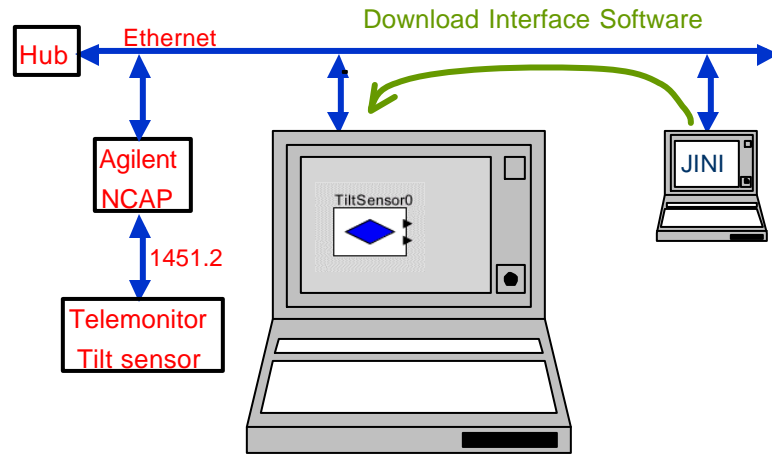 Download Interface Software
Ethernet
Hub
Agilent
NCAP
JINI
TiltSensor0
1451.2
Telemonitor
Tilt sensor